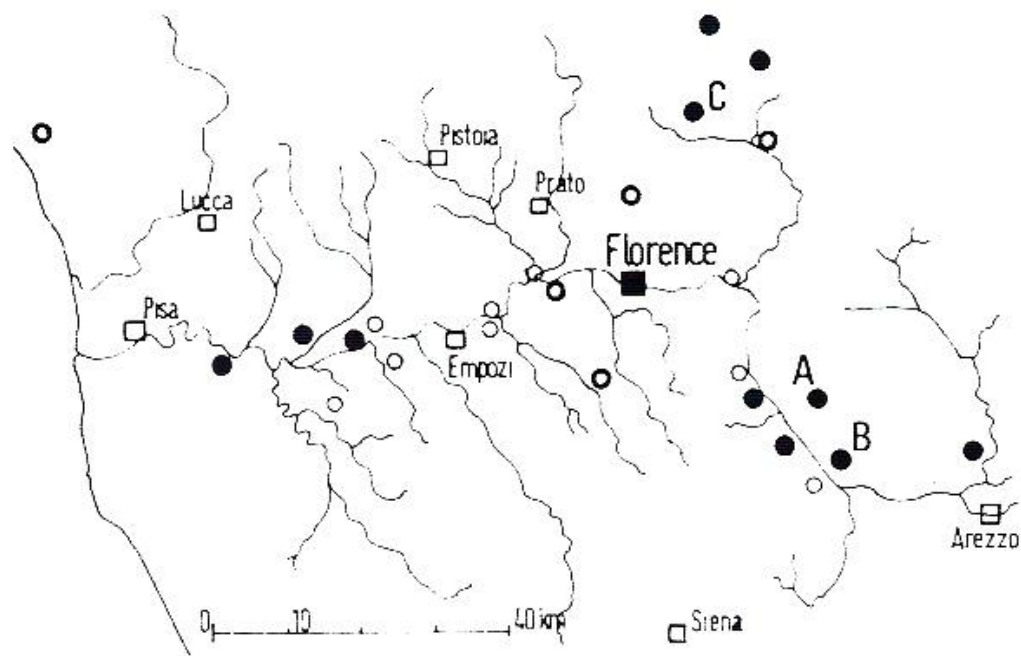 C
Pistoia
Prato
Lucca
Florence
Pisa
Empozi
A
B
Arezzo
0 10 40 km
Siena